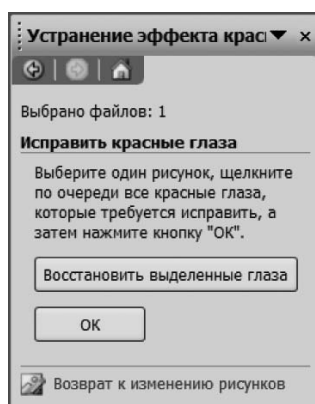 Устранение эффекта крас
Выбрано файлов: 1
Исправить красные глаза
Выберите один рисунок, щелкните
по очереди все красные глаза,
которые требуется исправить, а
затем нажмите кнопку "ОК".
Восстановить выделенные глаза
ОК
Возврат к изменению рисунков